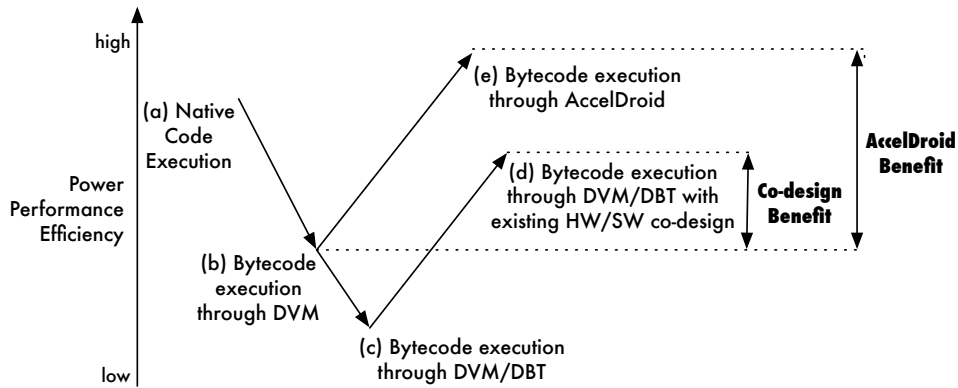 high
(a) Native
Code
Execution
Power
Performance
Efficiency
low
(b) Bytecode
execution
through DVM
(c) Bytecode execution
through DVM/DBT
(e) Bytecode execution
through AccelDroid
(d) Bytecode execution
through DVM/DBT with
existing HW/SW co-design
Co-design
Benefit
AccelDroid
Benefit